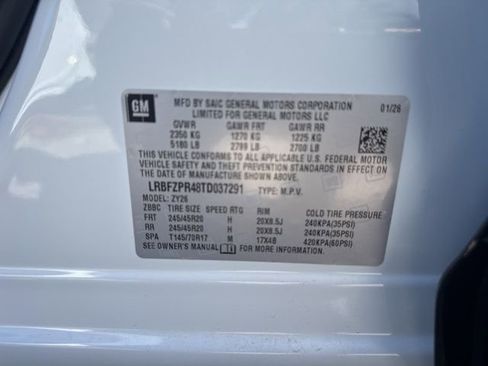 GM
MFD BY SAIC GENERAL MOTORS CORPORATION 01/26
LIMITED FOR GENERAL MOTORS LLC
GVWR GAWR FRT GAWR RR
2350 KG 1270 KG 1225 KG
5180 LB 2799 LB 2700 LB
THIS VEHICLE CONFORMS TO ALL APPLICABLE U.S. FEDERAL MOTOR
VEHICLE SAFETY AND THEFT PREVENTION STANDARDS IN EFFECT
ON THE DATE OF MANUFACTURE SHOWN ABOVE.
LRBFZPR48TD037291 TYPE: M.P.V.
MODEL: ZY26
ZBBC TIRE SIZE SPEED RTG RIM COLD TIRE PRESSURE
FRT 245/45R20 H 20X8.5J 240KPA(35PSI)
RR 245/45R20 H 20X8.5J 240KPA(35PSI)
SPA T145/70R17 M 17X4B 420KPA(60PSI)
SEE OWNER'S MANUAL FOR MORE INFORMATION